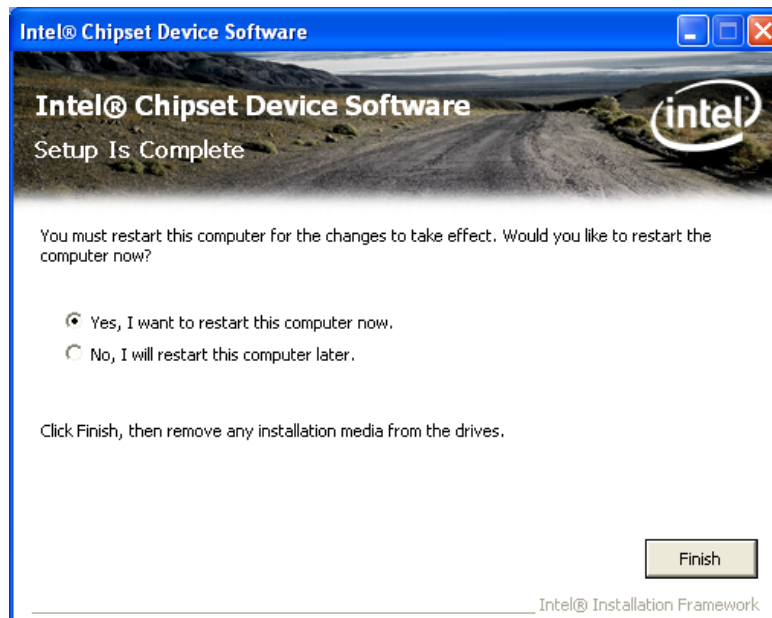 Intel® Chipset Device Software
Intel® Chipset Device Software
intel
Setup Is Complete
You must restart this computer for the changes to take effect. Would you like to restart the
computer now?
Yes, I want to restart this computer now.
No, I will restart this computer later.
Click Finish, then remove any installation media from the drives.
Finish
Intel® Installation Framework